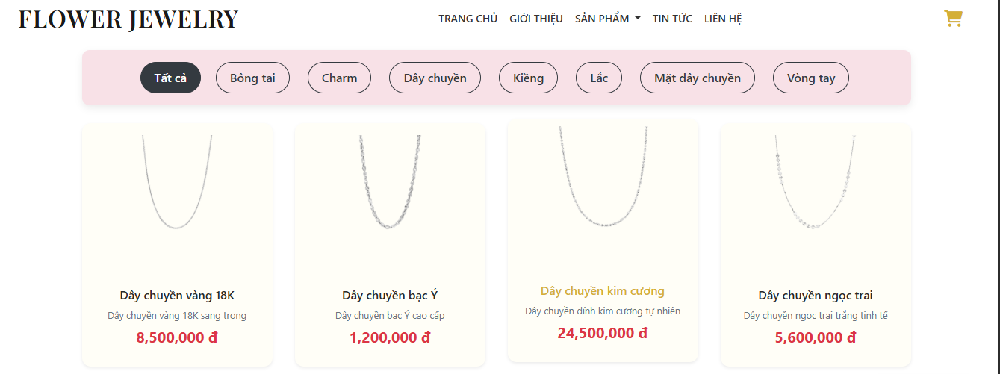 FLOWER JEWELRY
TRANG CHỦ GIỚI THIỆU SẢN PHẨM TIN TỨC LIÊN HỆ
Tất cả Bông tai Charm Dây chuyền Kiềng Lắc Mặt dây chuyền Vòng tay
Dây chuyền vàng 18K
Dây chuyền vàng 18K sang trọng
8,500,000 đ
Dây chuyền bạc Ý
Dây chuyền bạc Ý cao cấp
1,200,000 đ
Dây chuyền kim cương
Dây chuyền đính kim cương tự nhiên
24,500,000 đ
Dây chuyền ngọc trai
Dây chuyền ngọc trai trắng tinh tế
5,600,000 đ